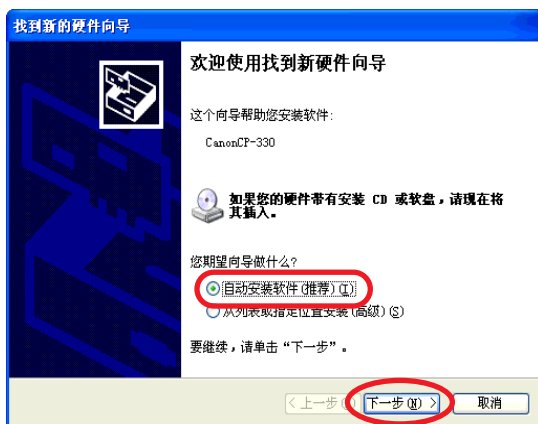 找到新的硬件向导
欢迎使用找到新硬件向导
这个向导帮助您安装软件:
CanonCP-330
如果您的硬件带有安装 CD 或软盘，请现在将
其插入。
您期望向导做什么?
自动安装软件(推荐)(I)
从列表或指定位置安装(高级)(S)
要继续，请单击“下一步”。
< 上一步
下一步(N) >
取消